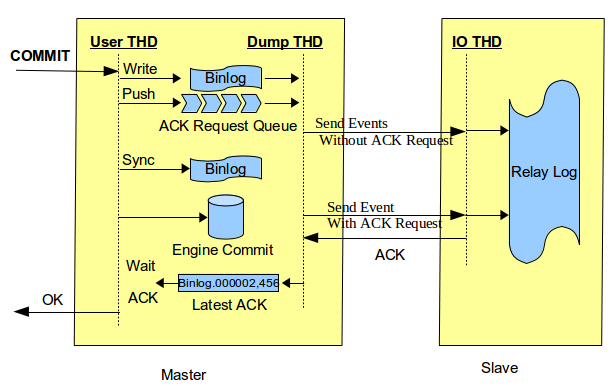 User THD
Dump THD
IO THD
COMMIT
Write
Binlog
Push
ACK Request Queue
Send Events
Without ACK Request
Sync
Binlog
Relay Log
Send Event
With ACK Request
Engine Commit
ACK
Wait
ACK
Binlog.000002,456
Latest ACK
OK
Master
Slave